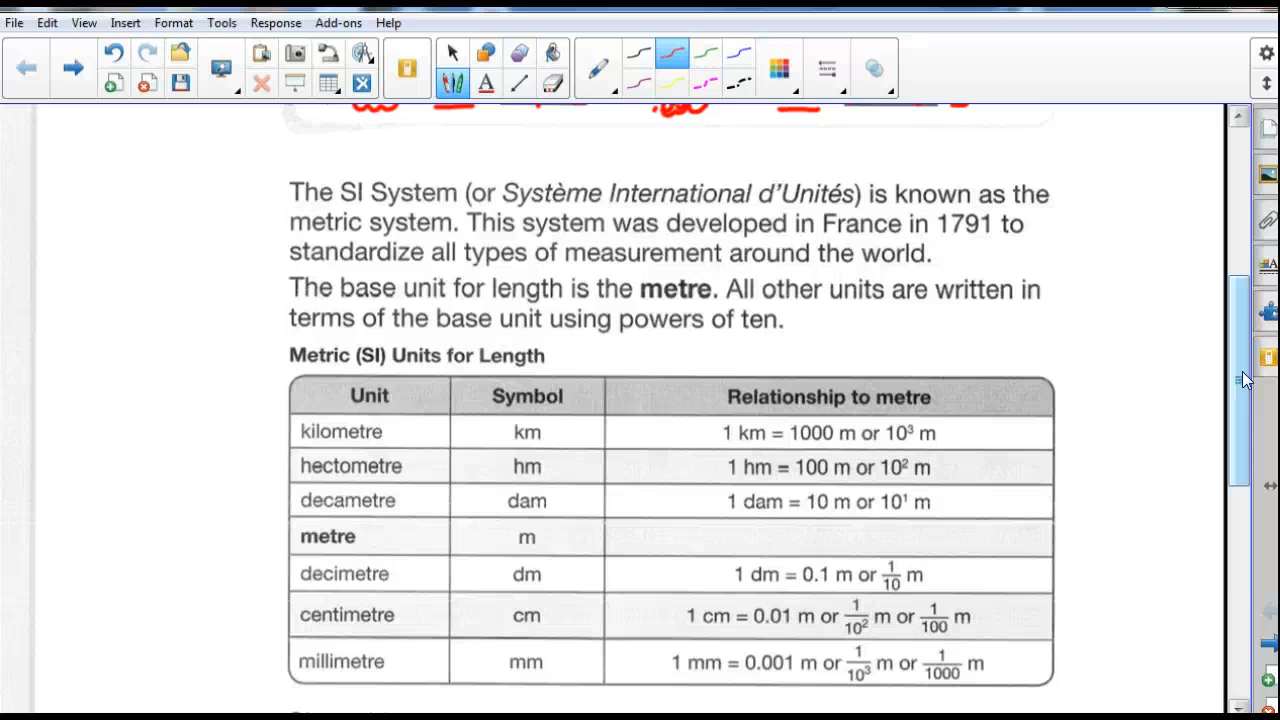 File Edit View Insert Format Tools Response Add-ons Help
The SI System (or Système International d'Unités) is known as the
metric system. This system was developed in France in 1791 to
standardize all types of measurement around the world.
The base unit for length is the metre. All other units are written in
terms of the base unit using powers of ten.
Metric (SI) Units for Length
Unit Symbol Relationship to metre
kilometre km 1 km = 1000 m or 10³ m
hectometre hm 1 hm = 100 m or 10² m
decametre dam 1 dam = 10 m or 10¹ m
metre m
decimetre dm 1 dm = 0.1 m or 1/10 m
centimetre cm 1 cm = 0.01 m or 1/10² m or 1/100 m
millimetre mm 1 mm = 0.001 m or 1/10³ m or 1/1000 m